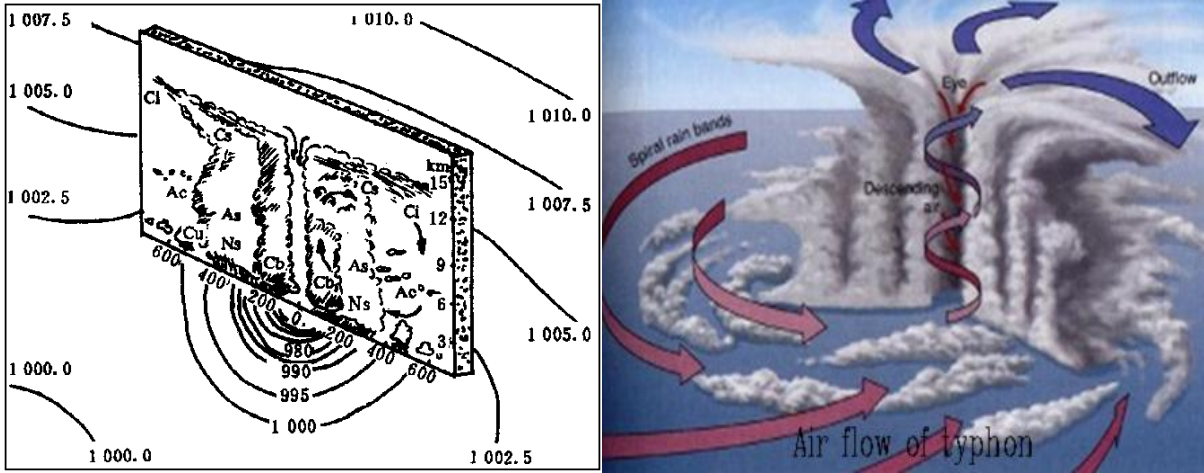 1 007.5
1 010.0
1 005.0
1 010.0
1 002.5
1 007.5
1 000.0
1 005.0
1 000.0
1 002.5
Ci
Cs
Ac
As
Cu
Ns
Cb
Cs
Ci
As
Cb
Ac
Ns
km
15
12
9
6
3
600
400
200
0
200
400
600
980
990
995
1 000
Eye
Outflow
Spiral rain bands
Descending
air
Air flow of typhon